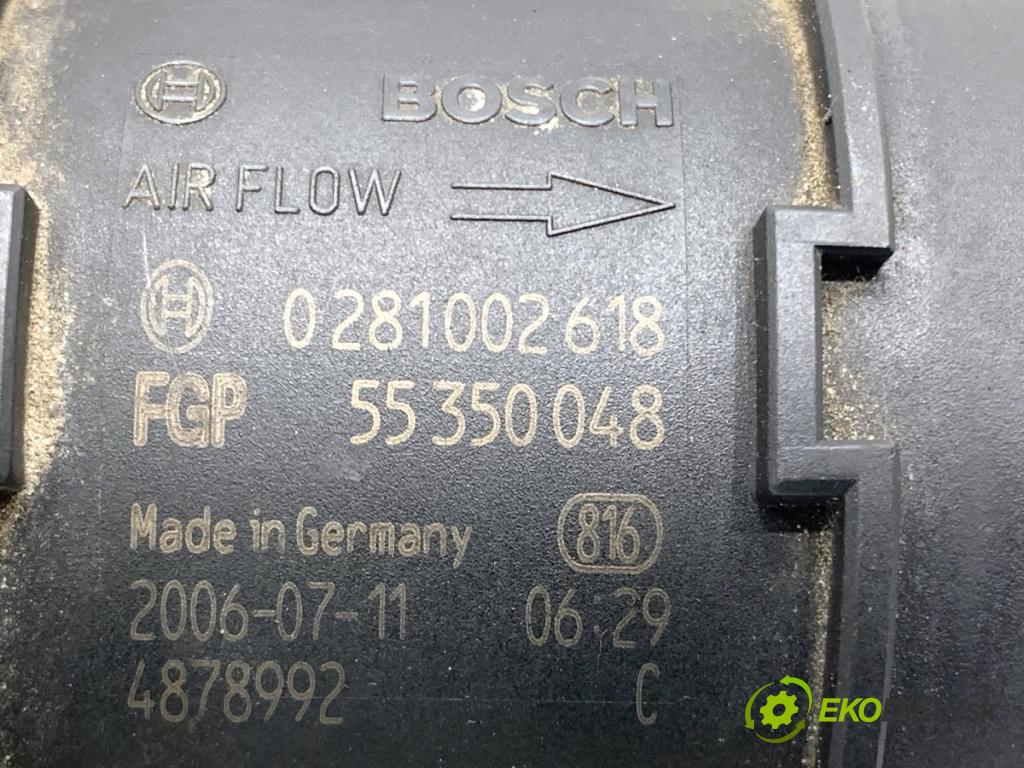 BOSCH
AIR FLOW
0 281 002 618
FGP 55 350 048
Made in Germany 816
2006-07-11 06:29
4878992 C
EKO